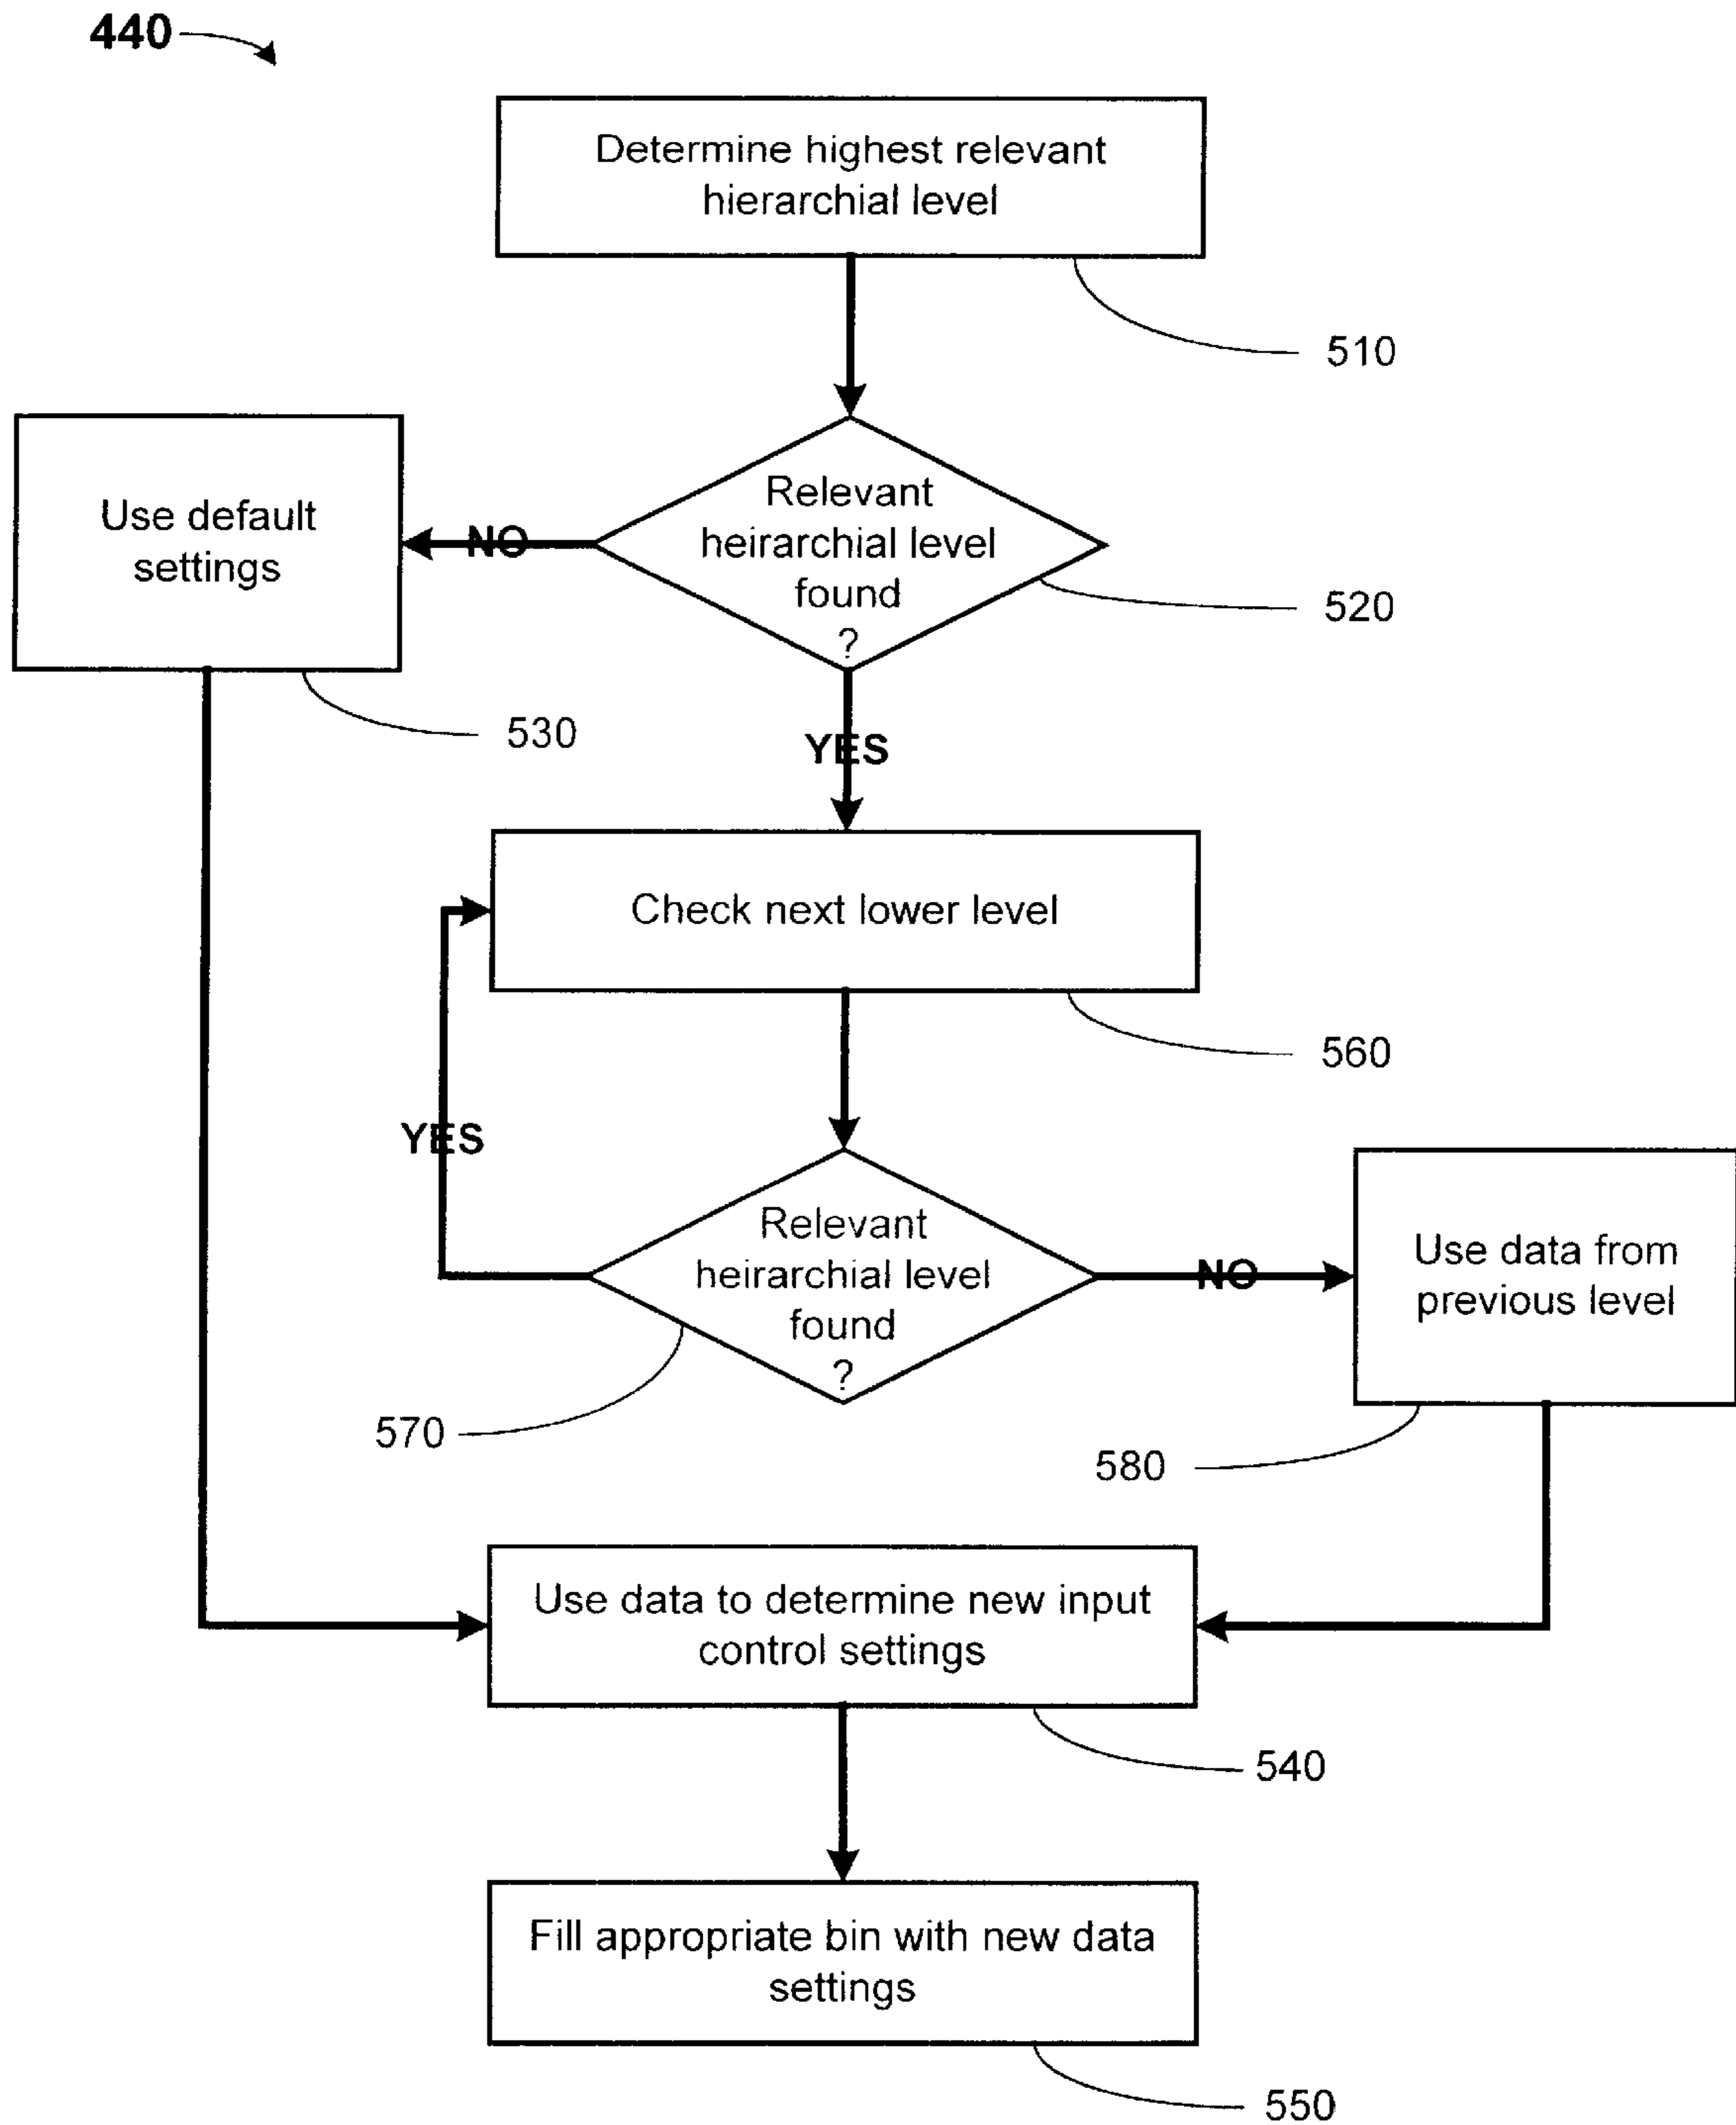 440
Determine highest relevant
hierarchial level
510
Relevant
heirarchial level
found
?
520
NO
Use default
settings
530
YES
Check next lower level
560
YES
Relevant
heirarchial level
found
?
570
NO
Use data from
previous level
580
Use data to determine new input
control settings
540
Fill appropriate bin with new data
settings
550